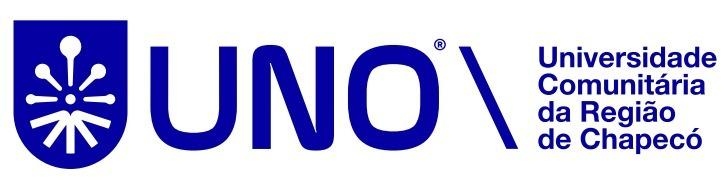 UNO®
Universidade
Comunitária
da Região
de Chapecó